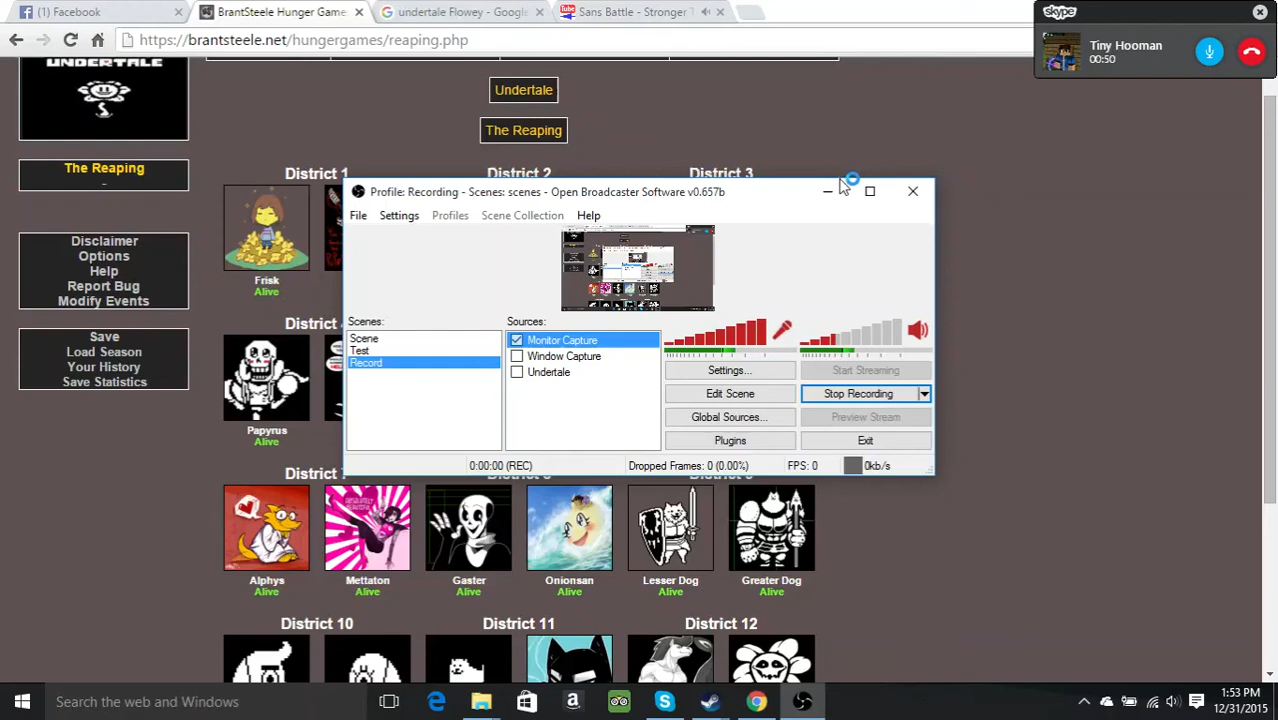 (1) Facebook
BrantSteele Hunger Game
undertale Flowey - Google
Sans Battle - Stronger T
skype
Tiny Hooman
00:50
https://brantsteele.net/hungergames/reaping.php
UNDERTALE
Undertale
The Reaping
The Reaping
Disclaimer
Options
Help
Report Bug
Modify Events
Save
Load Season
Your History
Save Statistics
District 1
District 2
District 3
Frisk
Alive
Profile: Recording - Scenes: scenes - Open Broadcaster Software v0.657b
File
Settings
Profiles
Scene Collection
Help
Scenes:
Scene
Test
Record
Sources:
Monitor Capture
Window Capture
Undertale
Settings...
Edit Scene
Global Sources...
Plugins
Start Streaming
Stop Recording
Preview Stream
Exit
0:00:00 (REC)
Dropped Frames: 0 (0.00%)
FPS: 0
0kb/s
Papyrus
Alive
Alphys
Alive
Mettaton
Alive
Gaster
Alive
Onionsan
Alive
Lesser Dog
Alive
Greater Dog
Alive
District 10
District 11
District 12
Search the web and Windows
1:53 PM
12/31/2015